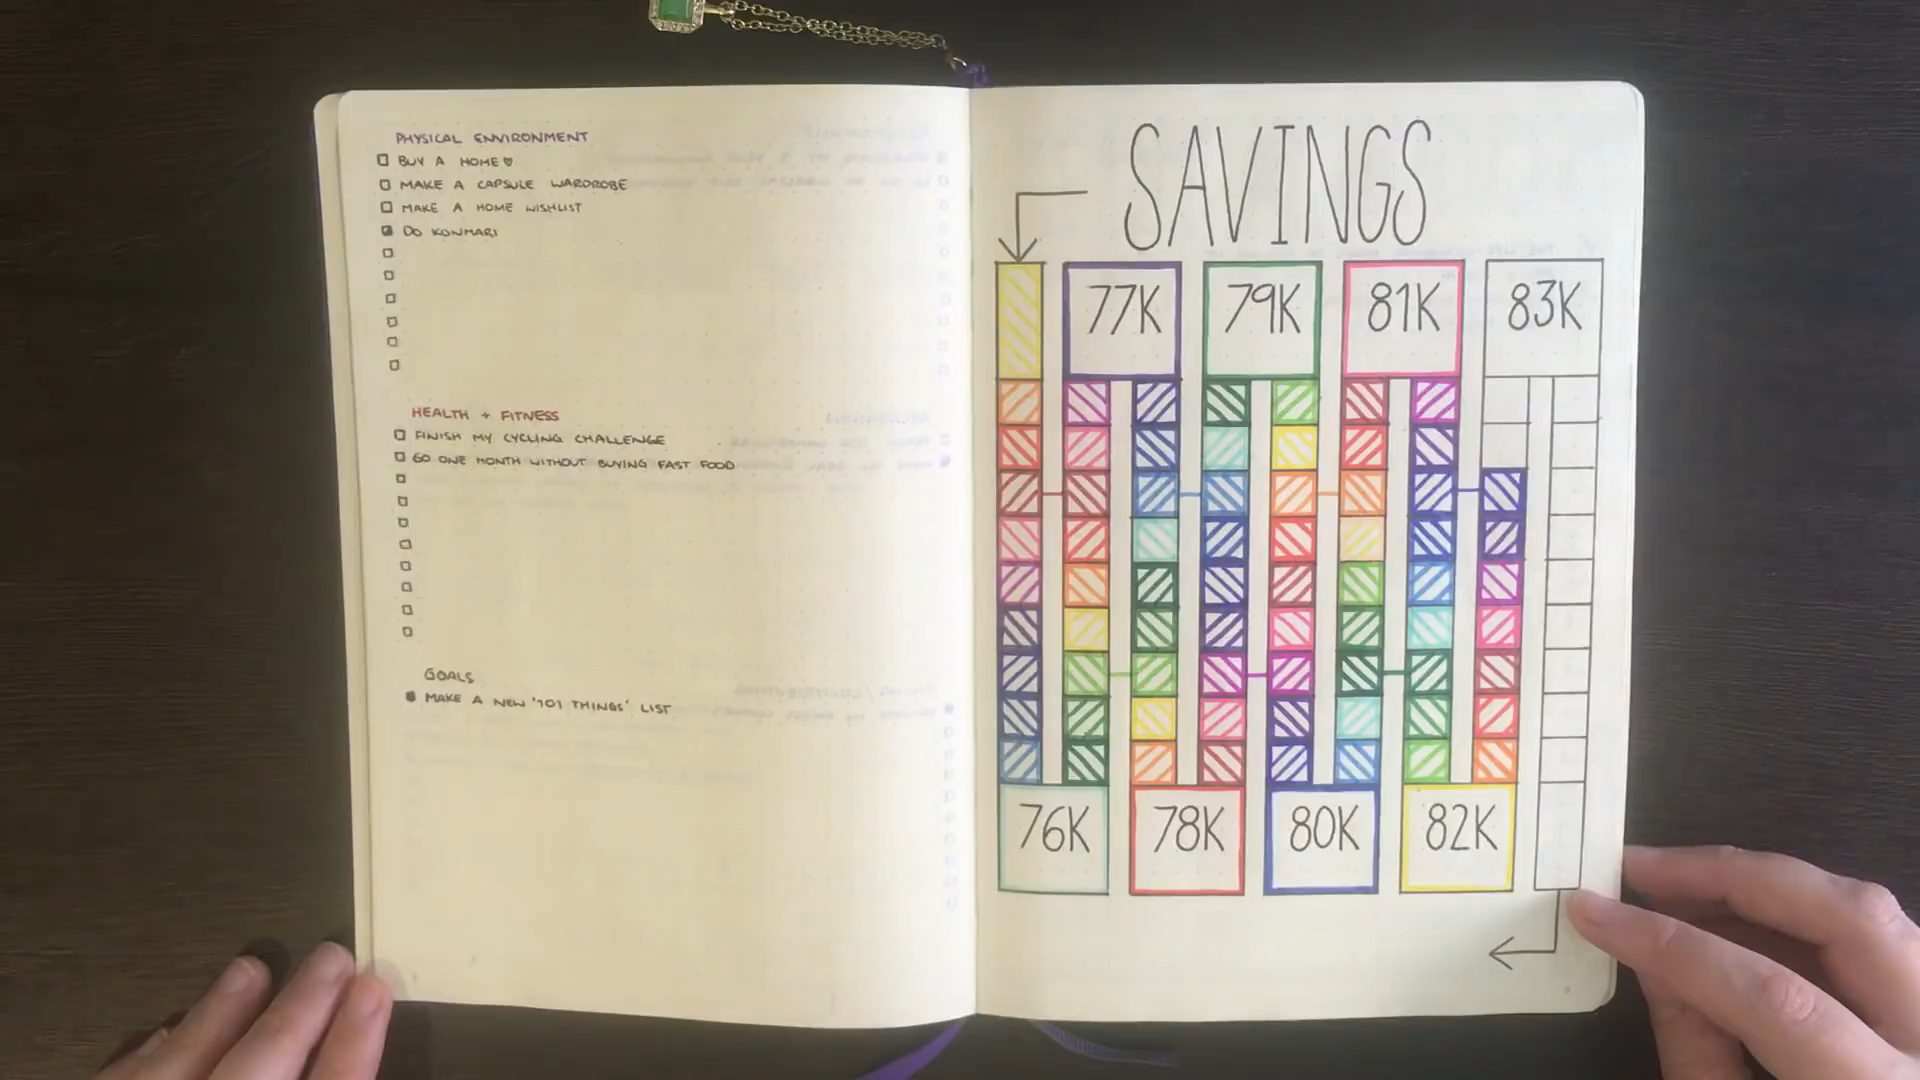 PHYSICAL ENVIRONMENT
BUY A HOME
MAKE A CAPSULE WARDROBE
MAKE A HOME WISHLIST
DO KONMARI
HEALTH + FITNESS
FINISH MY CYCLING CHALLENGE
GO ONE MONTH WITHOUT BUYING FAST FOOD
GOALS
MAKE A NEW '101 THINGS' LIST
SAVINGS
77K
79K
81K
83K
76K
78K
80K
82K